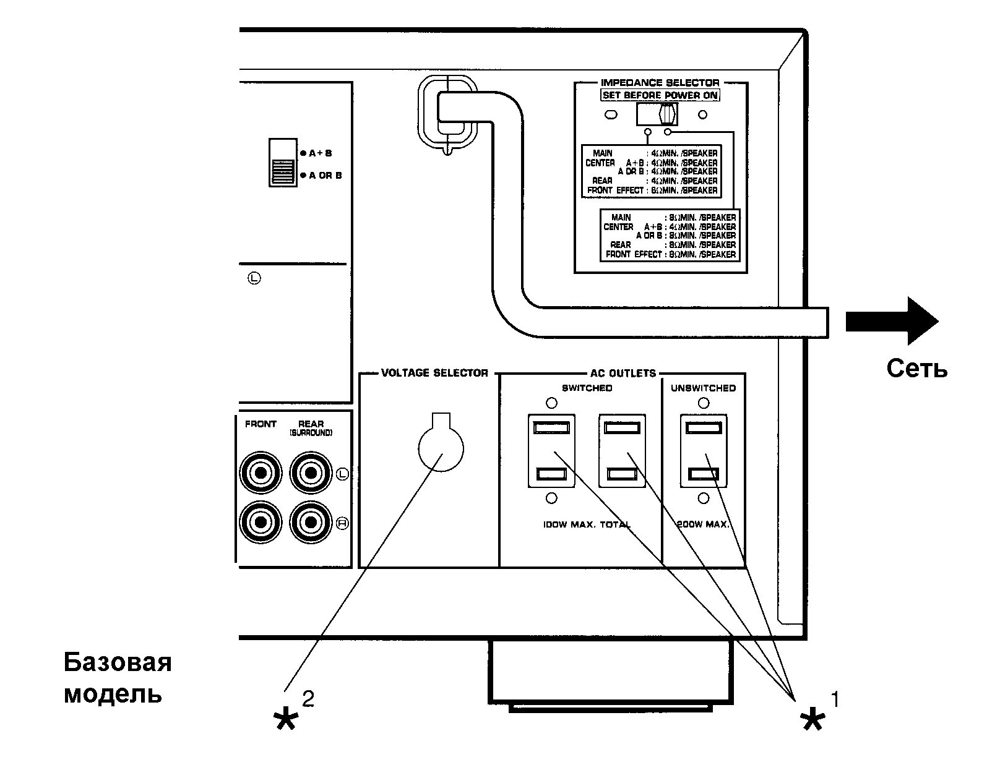 IMPEDANCE SELECTOR
SET BEFORE POWER ON
• A+B
• A OR B
MAIN : 4ΩMIN. /SPEAKER
CENTER A+B : 4ΩMIN. /SPEAKER
A OR B : 4ΩMIN. /SPEAKER
REAR : 4ΩMIN. /SPEAKER
FRONT EFFECT : 6ΩMIN. /SPEAKER
MAIN : 8ΩMIN. /SPEAKER
CENTER A+B : 4ΩMIN. /SPEAKER
A OR B : 8ΩMIN. /SPEAKER
REAR : 8ΩMIN. /SPEAKER
FRONT EFFECT : 8ΩMIN. /SPEAKER
L
Сеть
VOLTAGE SELECTOR
AC OUTLETS
SWITCHED
UNSWITCHED
FRONT
REAR
(SURROUND)
L
R
100W MAX. TOTAL
200W MAX.
Базовая
модель
*2
*1